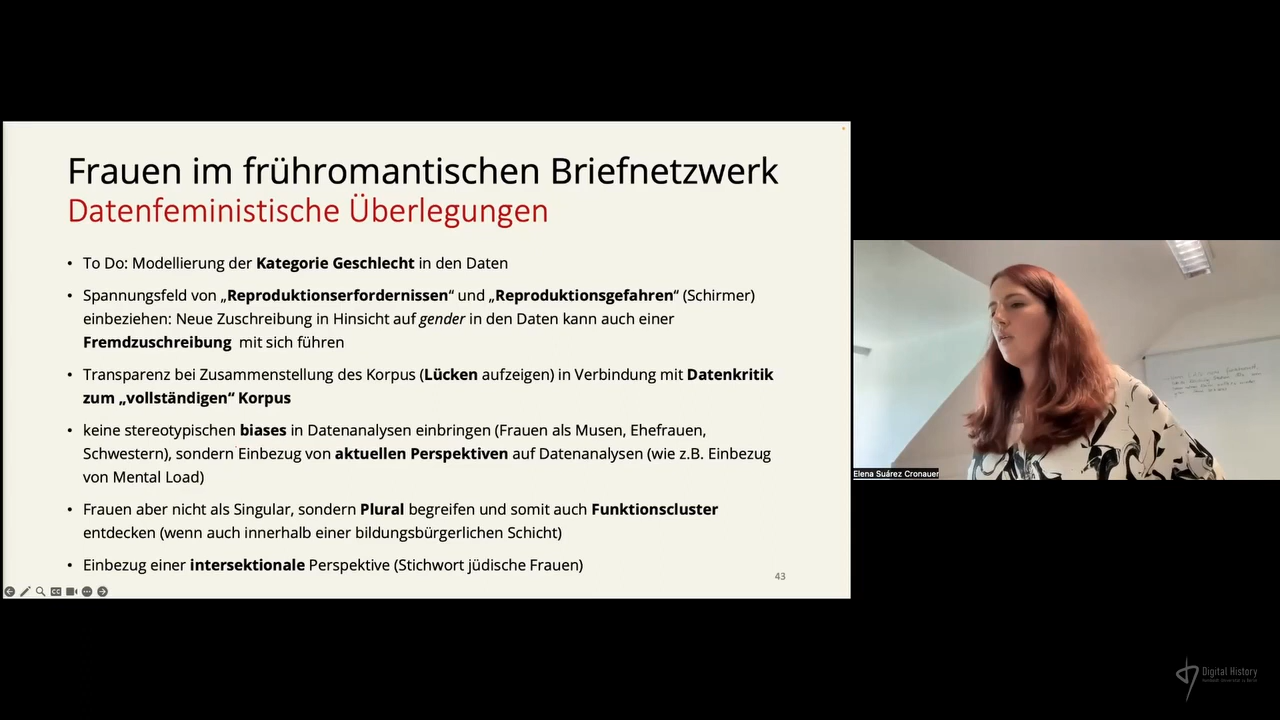 Frauen im frühromantischen Briefnetzwerk
Datenfeministische Überlegungen
• To Do: Modellierung der Kategorie Geschlecht in den Daten
• Spannungsfeld von „Reproduktionserfordernissen“ und „Reproduktionsgefahren“ (Schirmer)
einbeziehen: Neue Zuschreibung in Hinsicht auf gender in den Daten kann auch einer
Fremdzuschreibung mit sich führen
• Transparenz bei Zusammenstellung des Korpus (Lücken aufzeigen) in Verbindung mit Datenkritik
zum „vollständigen“ Korpus
• keine stereotypischen biases in Datenanalysen einbringen (Frauen als Musen, Ehefrauen,
Schwestern), sondern Einbezug von aktuellen Perspektiven auf Datenanalysen (wie z.B. Einbezug
von Mental Load)
• Frauen aber nicht als Singular, sondern Plural begreifen und somit auch Funktionscluster
entdecken (wenn auch innerhalb einer bildungsbürgerlichen Schicht)
• Einbezug einer intersektionale Perspektive (Stichwort jüdische Frauen)
43
Elena Suárez Cronauer
Digital History